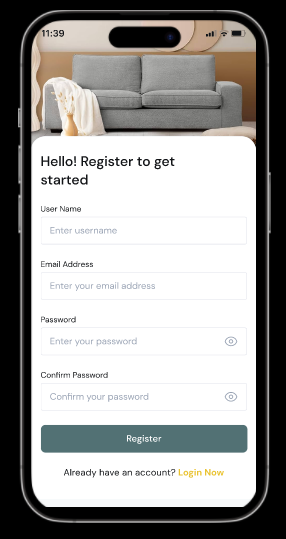 11:39
Hello! Register to get
started
User Name
Enter username
Email Address
Enter your email address
Password
Enter your password
Confirm Password
Confirm your password
Register
Already have an account? Login Now